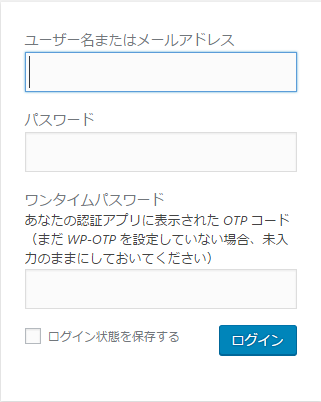 ユーザー名またはメールアドレス
パスワード
ワンタイムパスワード
あなたの認証アプリに表示された OTP コード
（まだ WP-OTP を設定していない場合、未入
力のままにしておいてください）
ログイン状態を保存する
ログイン